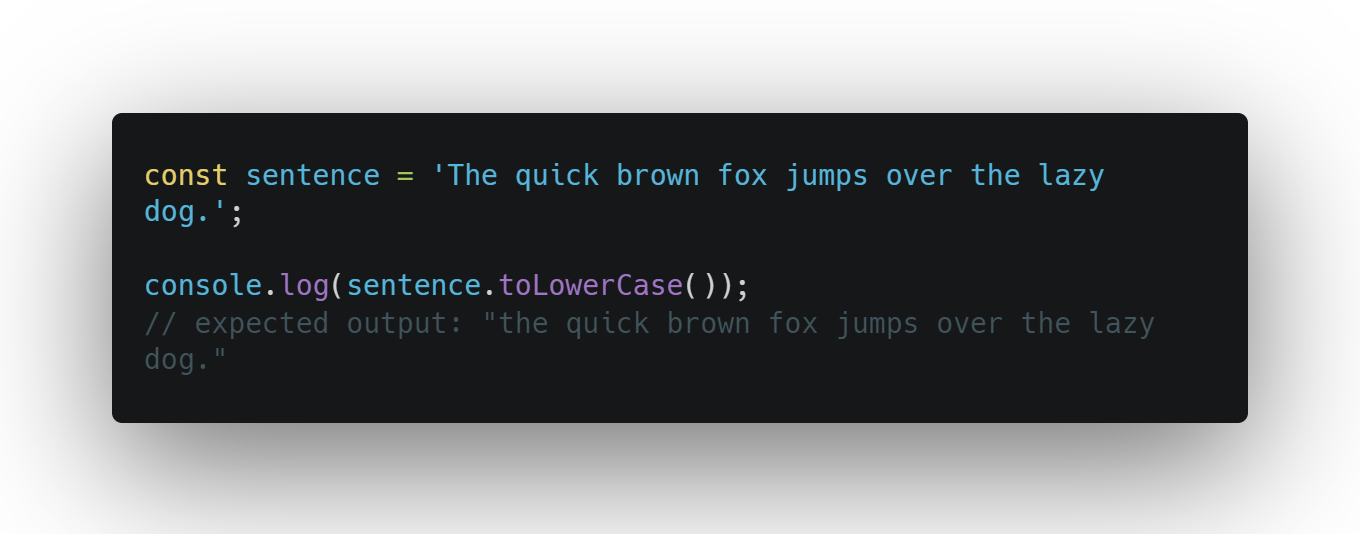 const sentence = 'The quick brown fox jumps over the lazy
dog.';
console.log(sentence.toLowerCase());
// expected output: "the quick brown fox jumps over the lazy
dog."